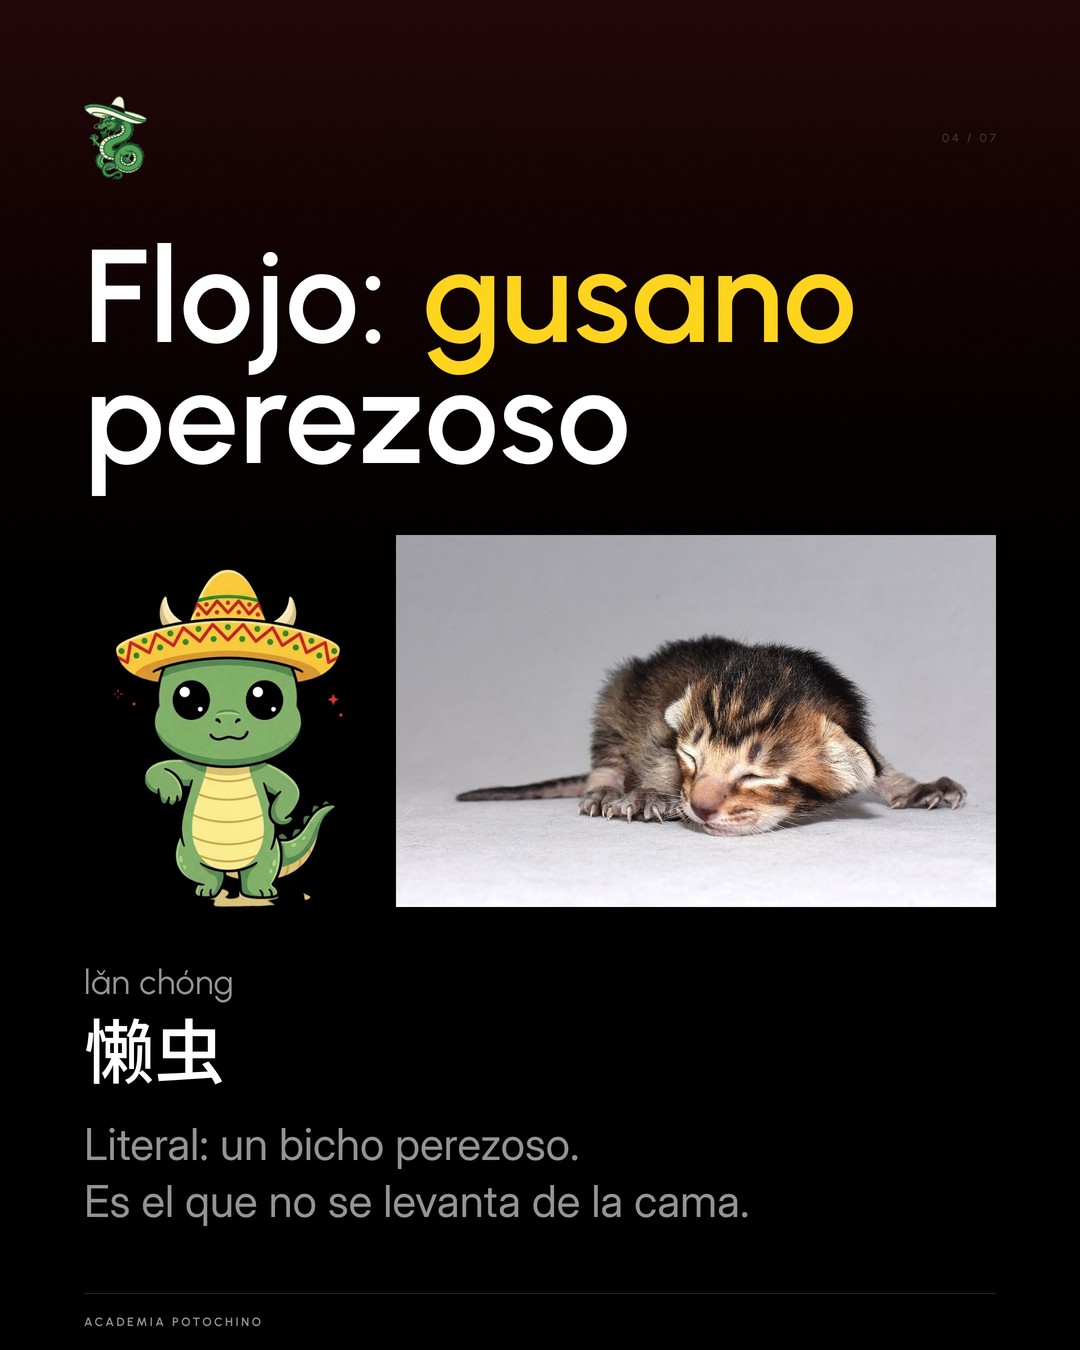 04 / 07
Flojo: gusano
perezoso
lǎn chóng
懒虫
Literal: un bicho perezoso.
Es el que no se levanta de la cama.
ACADEMIA POTOCHINO